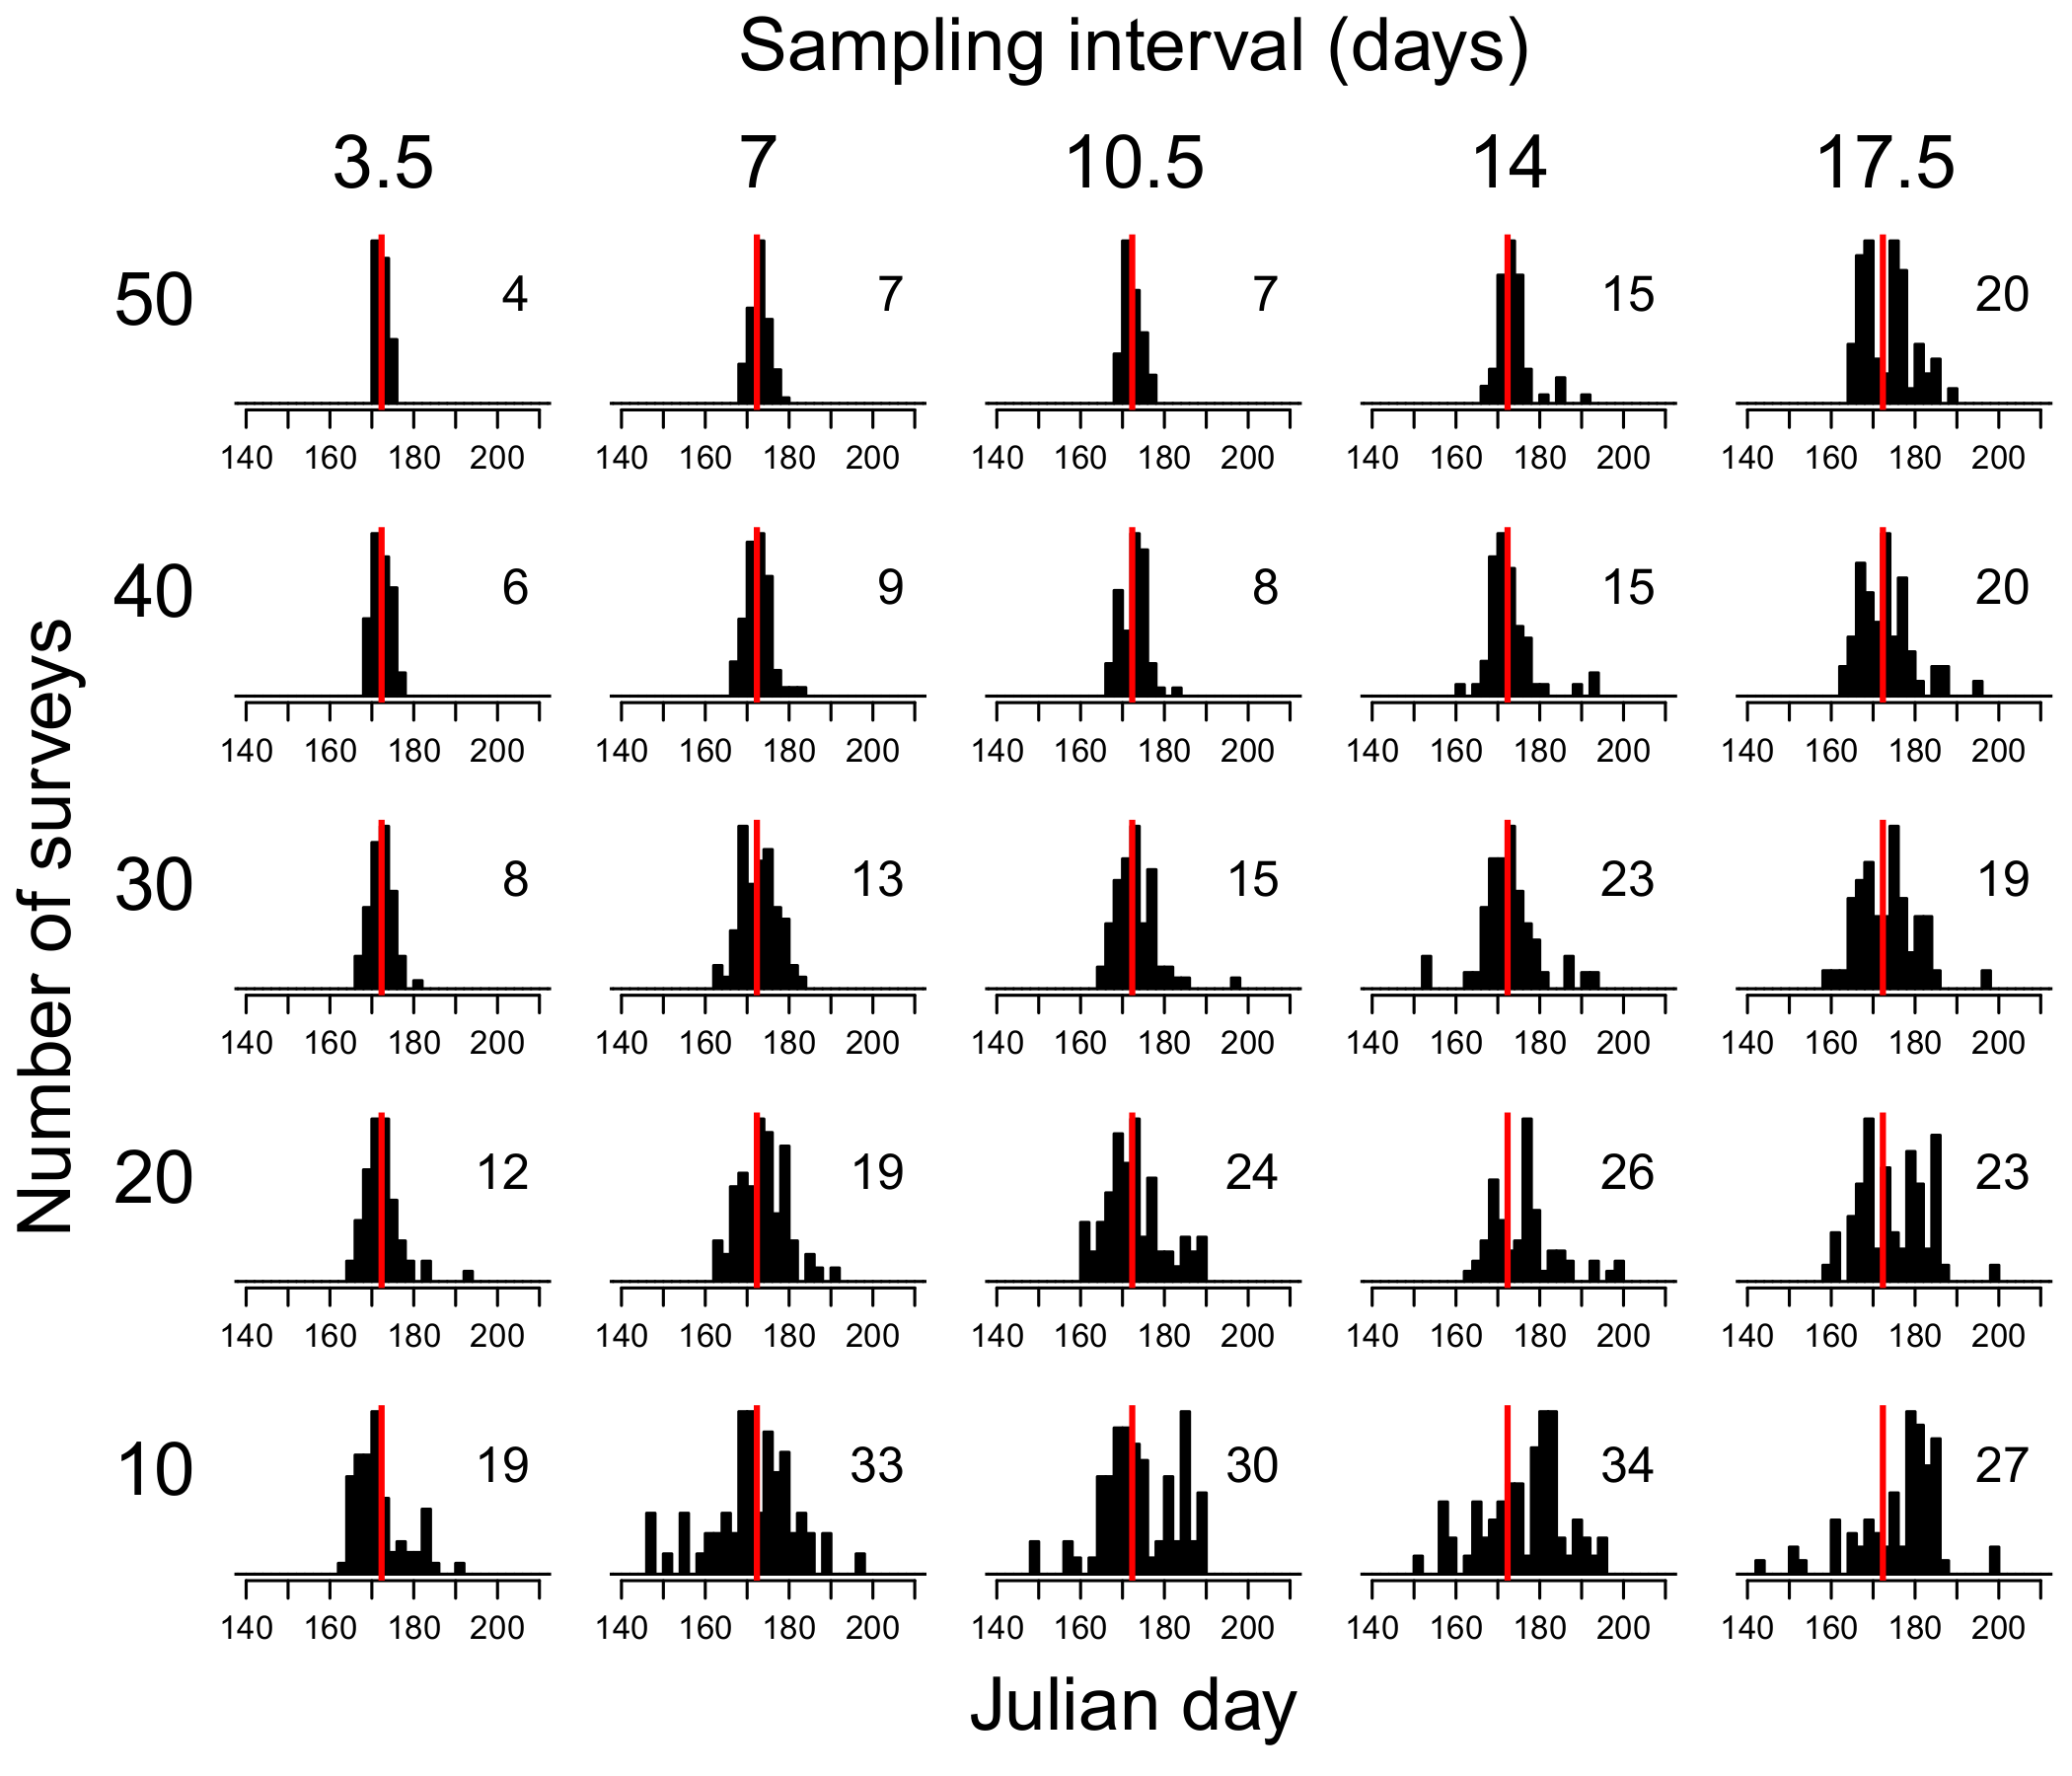 Sampling interval (days)
3.5 7 10.5 14 17.5
Number of surveys
50 4 7 7 15 20
140 160 180 200 140 160 180 200 140 160 180 200 140 160 180 200 140 160 180 200
40 6 9 8 15 20
140 160 180 200 140 160 180 200 140 160 180 200 140 160 180 200 140 160 180 200
30 8 13 15 23 19
140 160 180 200 140 160 180 200 140 160 180 200 140 160 180 200 140 160 180 200
20 12 19 24 26 23
140 160 180 200 140 160 180 200 140 160 180 200 140 160 180 200 140 160 180 200
10 19 33 30 34 27
140 160 180 200 140 160 180 200 140 160 180 200 140 160 180 200 140 160 180 200
Julian day